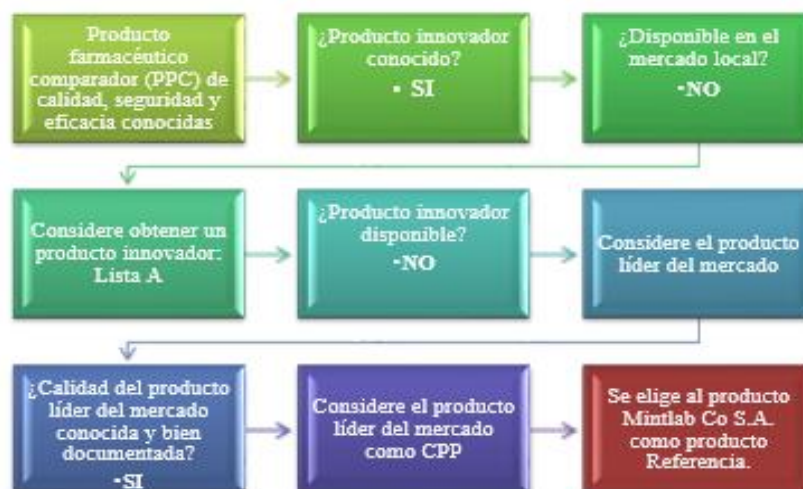 Producto
farmacéutico
comparador (PPC) de
calidad, seguridad y
eficacia conocidas
¿Producto innovador
conocido?
- SI
¿Disponible en el
mercado local?
-NO
Considere obtener un
producto innovador:
Lista A
¿Producto innovador
disponible?
-NO
Considere el producto
líder del mercado
¿Calidad del producto
líder del mercado
conocida y bien
documentada?
-SI
Considere el producto
líder del mercado
como CPP
Se elige al producto
Mintlab Co S.A.
como producto
Referencia.